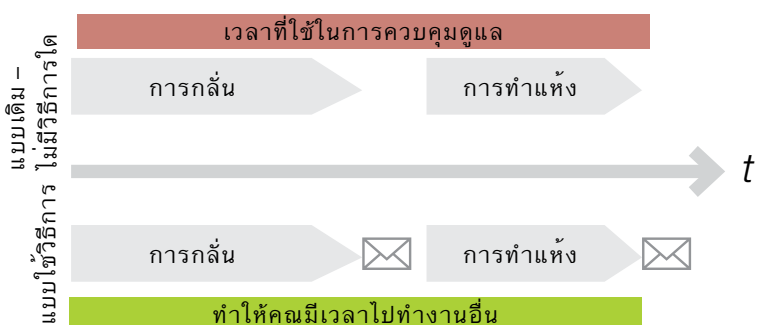 เวลาที่ใช้ในการควบคุมดูแล
แบบเดิม –
ไม่มีวิธีการใด
การกลั่น
การทำแห้ง
t
แบบใช้วิธีการ
การกลั่น
การทำแห้ง
ทำให้คุณมีเวลาไปทำงานอื่น